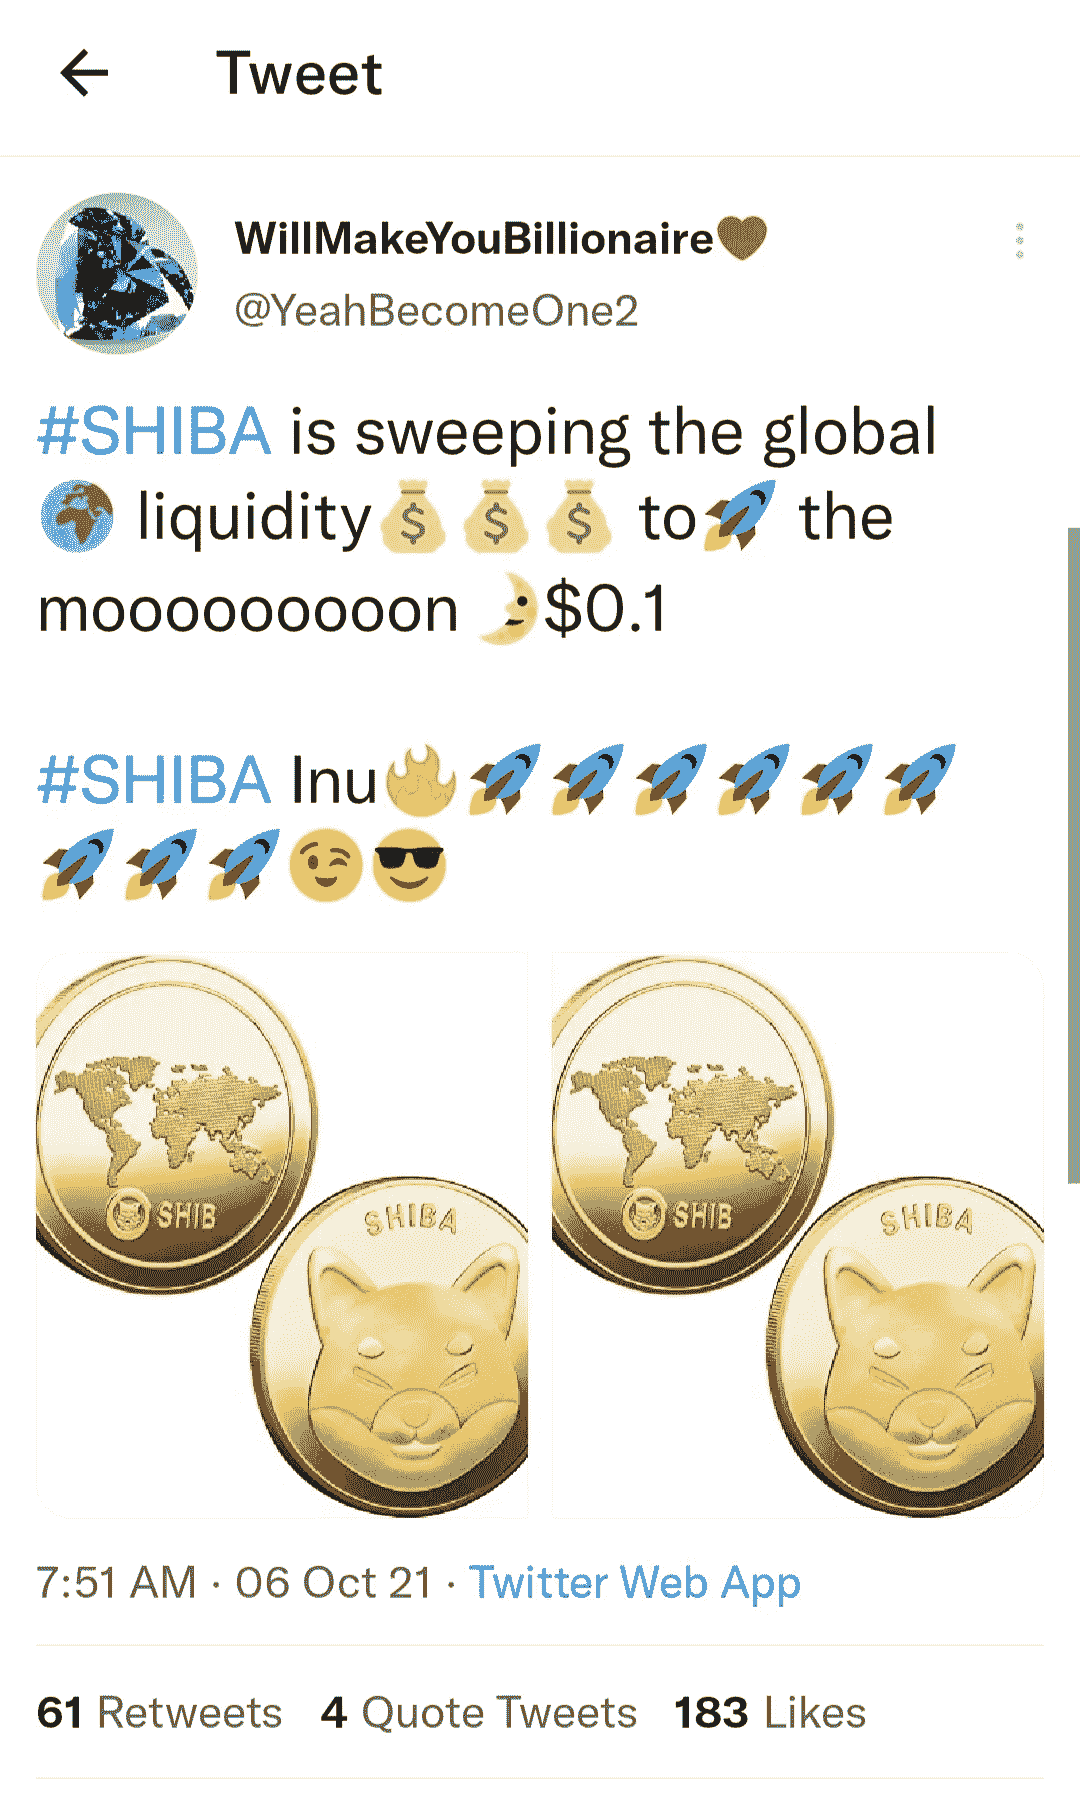 Tweet
WillMakeYouBillionaire🤎
@YeahBecomeOne2
#SHIBA is sweeping the global
🌍 liquidity💰💰💰 to🚀 the
moooooooooon 🌛$0.1
#SHIBA Inu🔥🚀🚀🚀🚀🚀🚀
🚀🚀🚀😉😎
SHIB
SHIBA
SHIB
SHIBA
7:51 AM · 06 Oct 21 · Twitter Web App
61 Retweets 4 Quote Tweets 183 Likes